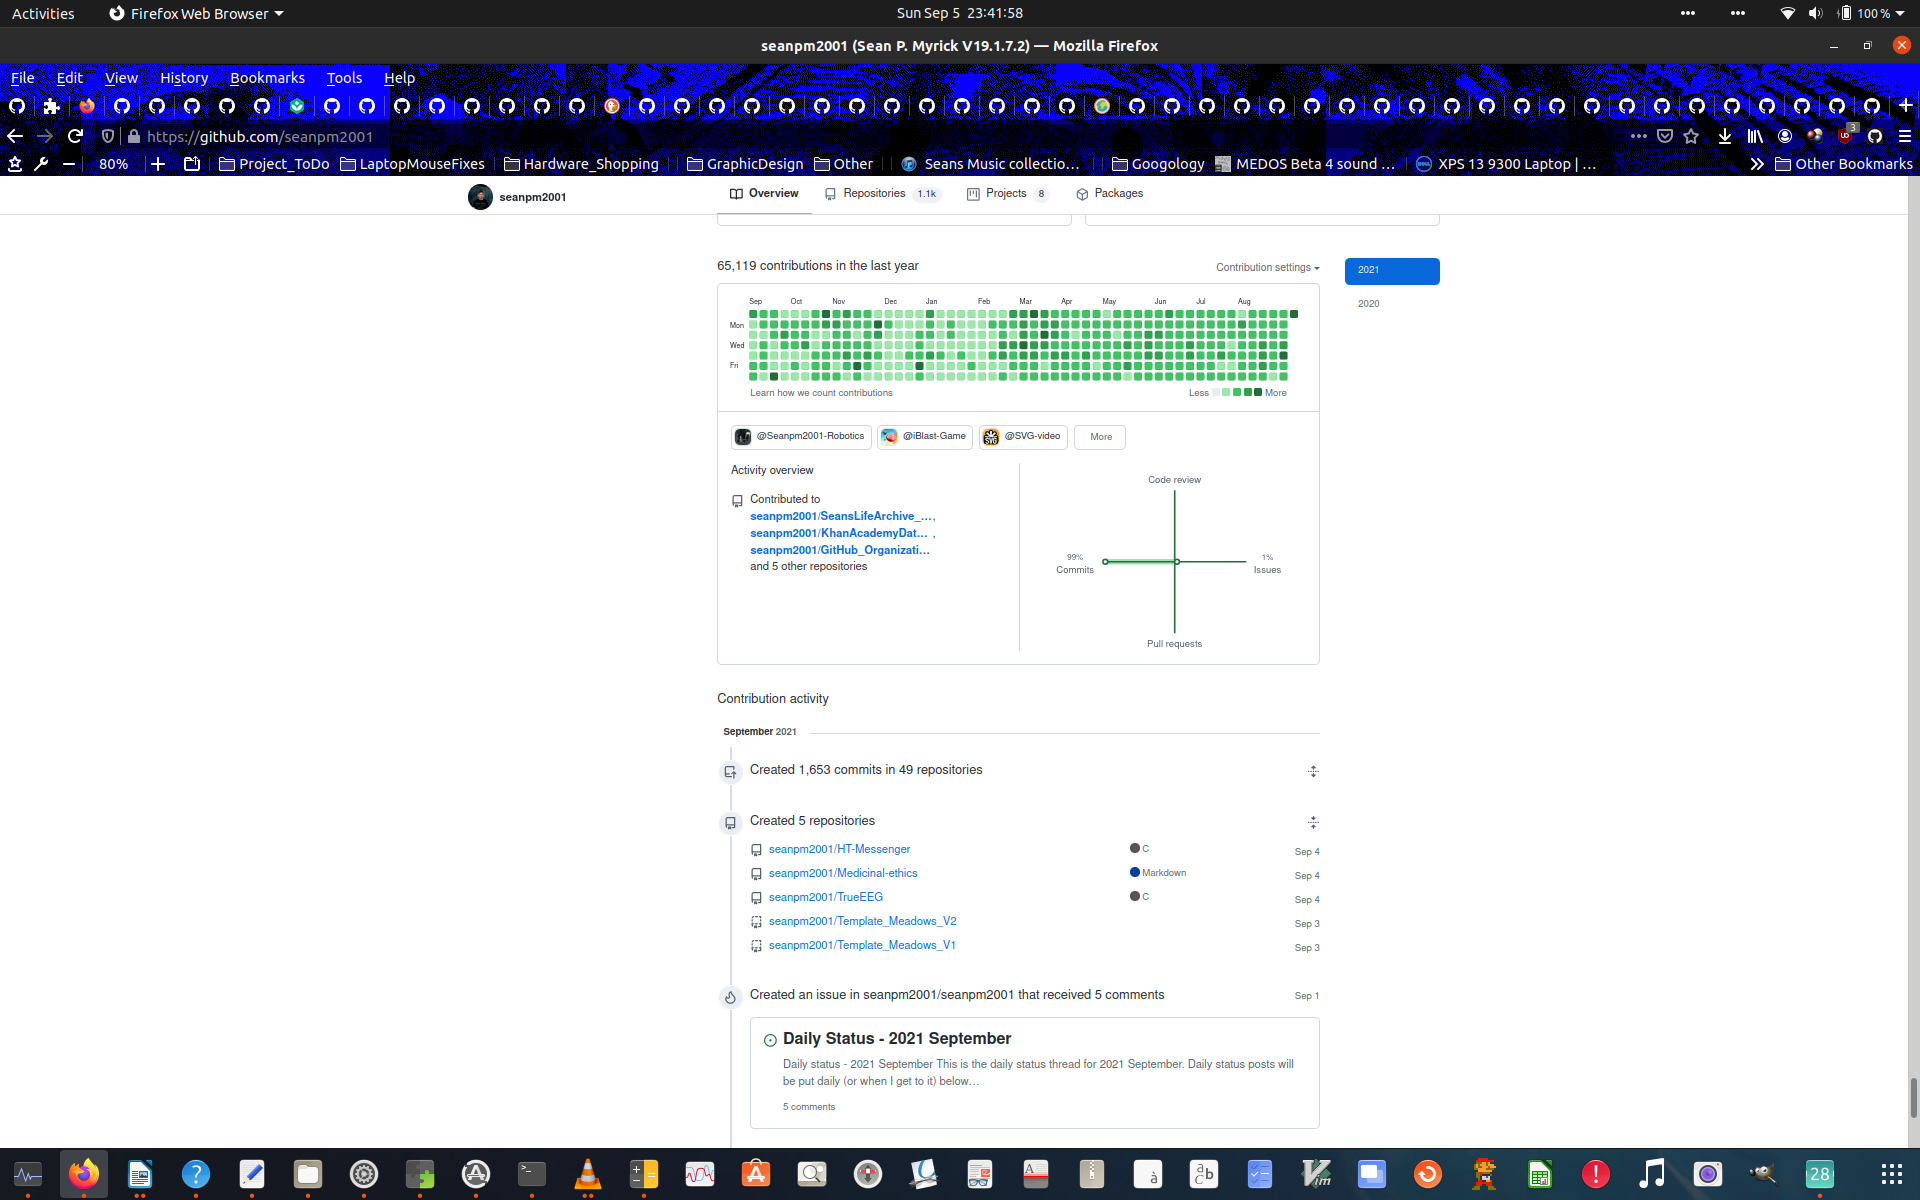 Activities
Firefox Web Browser
Sun Sep 5 23:41:58
100 %
seanpm2001 (Sean P. Myrick V19.1.7.2) — Mozilla Firefox
File Edit View History Bookmarks Tools Help
https://github.com/seanpm2001
3
80%
Project_ToDo
LaptopMouseFixes
Hardware_Shopping
GraphicDesign
Other
Seans Music collectio…
Googology
MEDOS Beta 4 sound …
XPS 13 9300 Laptop | …
Other Bookmarks
seanpm2001
Overview
Repositories 1.1k
Projects 8
Packages
65,119 contributions in the last year
Contribution settings
2021
2020
Sep Oct Nov Dec Jan Feb Mar Apr May Jun Jul Aug
Mon
Wed
Fri
Learn how we count contributions
Less More
@Seanpm2001-Robotics
@iBlast-Game
@SVG-video
More
Activity overview
Contributed to
seanpm2001/SeansLifeArchive_…,
seanpm2001/KhanAcademyDat… ,
seanpm2001/GitHub_Organizati…
and 5 other repositories
Code review
99%
Commits
1%
Issues
Pull requests
Contribution activity
September 2021
Created 1,653 commits in 49 repositories
Created 5 repositories
seanpm2001/HT-Messenger C Sep 4
seanpm2001/Medicinal-ethics Markdown Sep 4
seanpm2001/TrueEEG C Sep 4
seanpm2001/Template_Meadows_V2 Sep 3
seanpm2001/Template_Meadows_V1 Sep 3
Created an issue in seanpm2001/seanpm2001 that received 5 comments Sep 1
Daily Status - 2021 September
Daily status - 2021 September This is the daily status thread for 2021 September. Daily status posts will
be put daily (or when I get to it) below…
5 comments
28